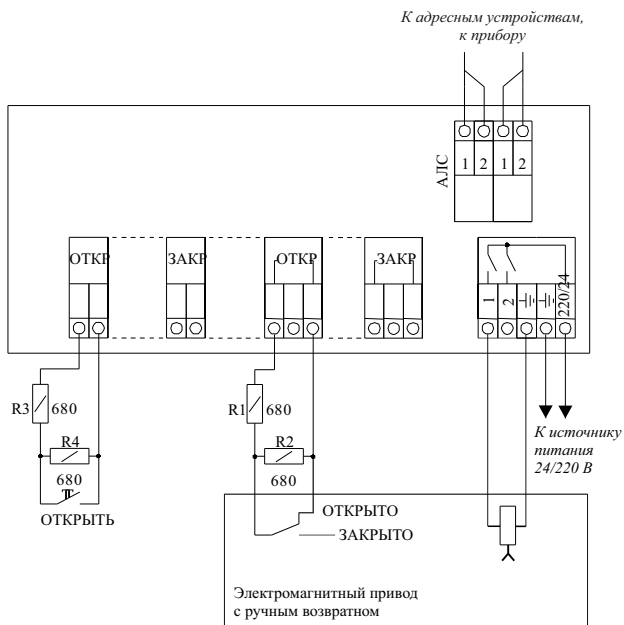 К адресным устройствам,
к прибору
АЛС
1 2 1 2
ОТКР ЗАКР ОТКР ЗАКР
1 2 220/24
R3 680
R1 680
R4
680
R2
680
ОТКРЫТЬ
К источнику
питания
24/220 В
ОТКРЫТО
ЗАКРЫТО
Электромагнитный привод
с ручным возвратном